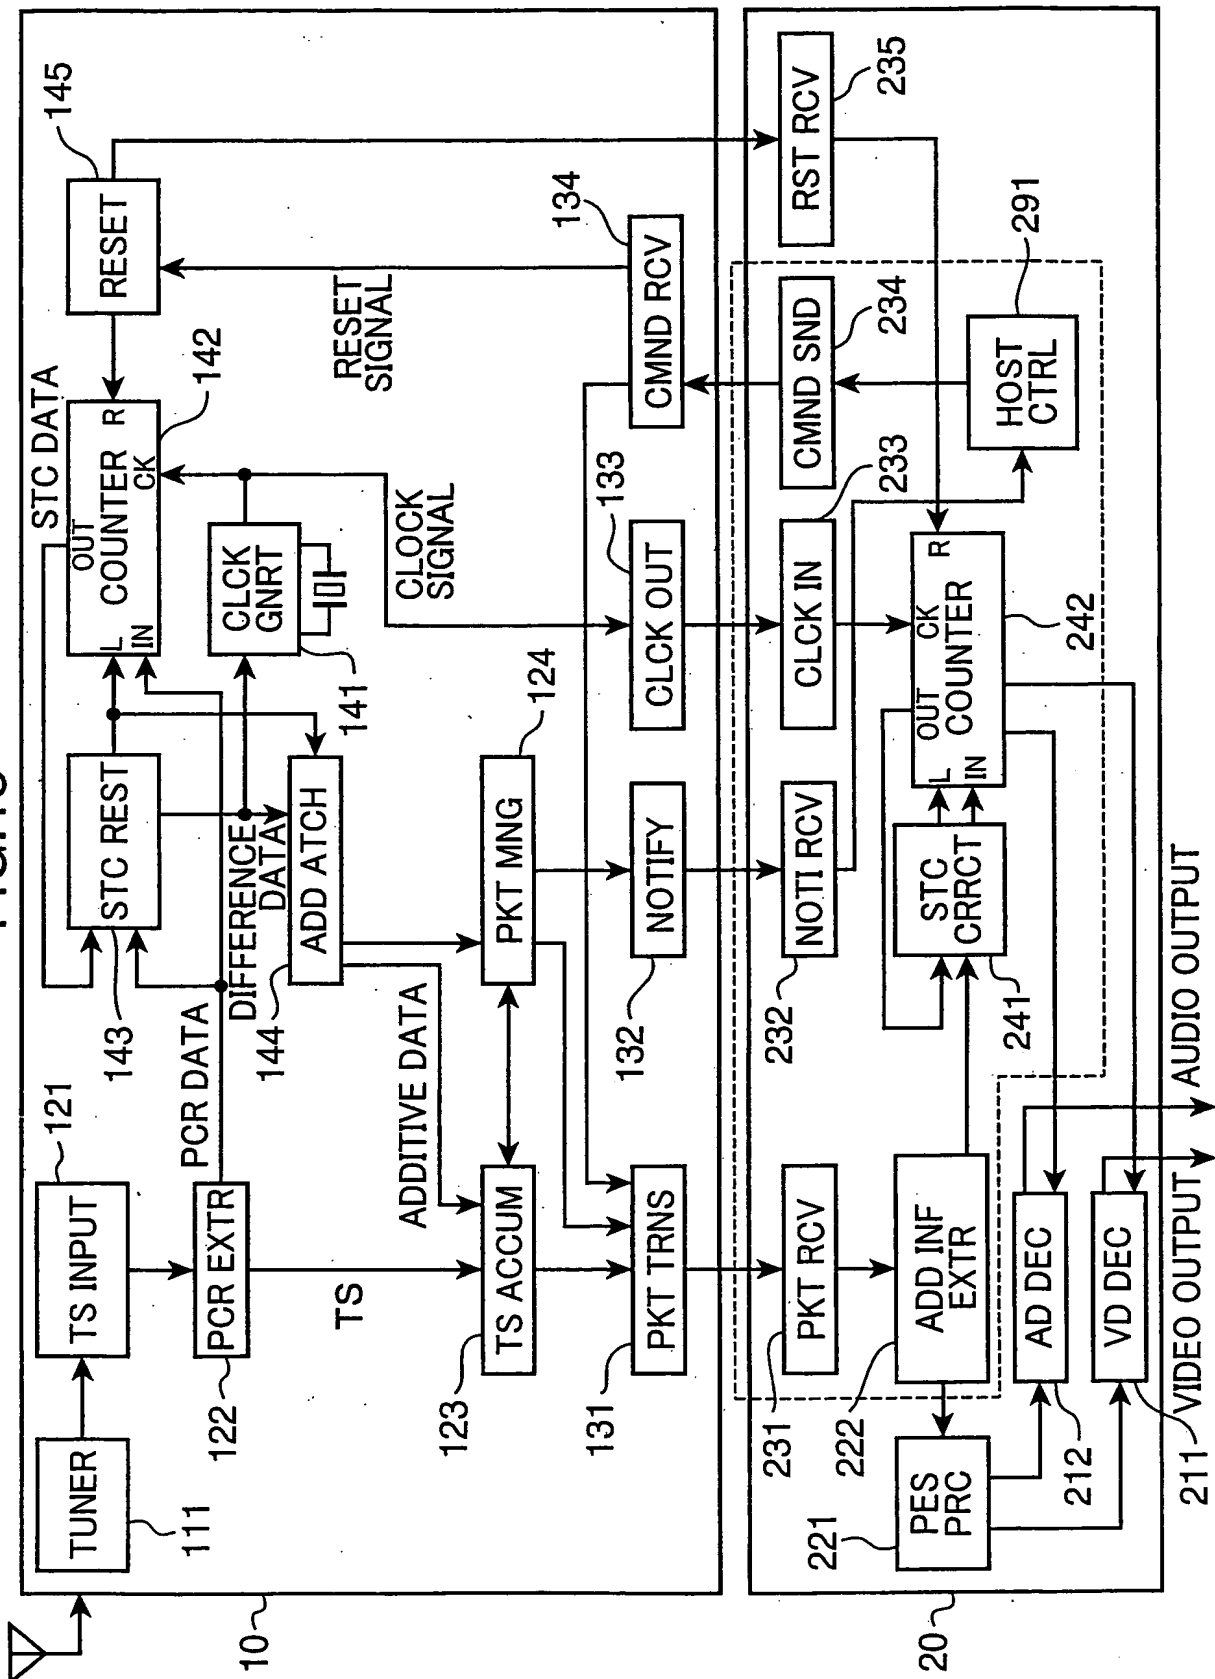 10
TUNER
111
TS INPUT
121
PCR EXTR
122
PCR DATA
STC REST
143
STC DATA
OUT
L
COUNTER
IN
R
CK
142
RESET
145
CLCK
GNRT
141
DIFFERENCE
DATA
ADD ATCH
144
RESET
SIGNAL
CLOCK
SIGNAL
TS
ADDITIVE DATA
TS ACCUM
123
PKT MNG
124
PKT TRNS
131
NOTIFY
132
CLCK OUT
133
CMND RCV
134
20
PKT RCV
231
NOTI RCV
232
CLCK IN
233
CMND SND
234
RST RCV
235
PES
PRC
221
ADD INF
EXTR
222
STC
CRRCT
241
OUT
CK
R
L
COUNTER
IN
242
HOST
CTRL
291
AD DEC
212
VD DEC
211
VIDEO OUTPUT
AUDIO OUTPUT